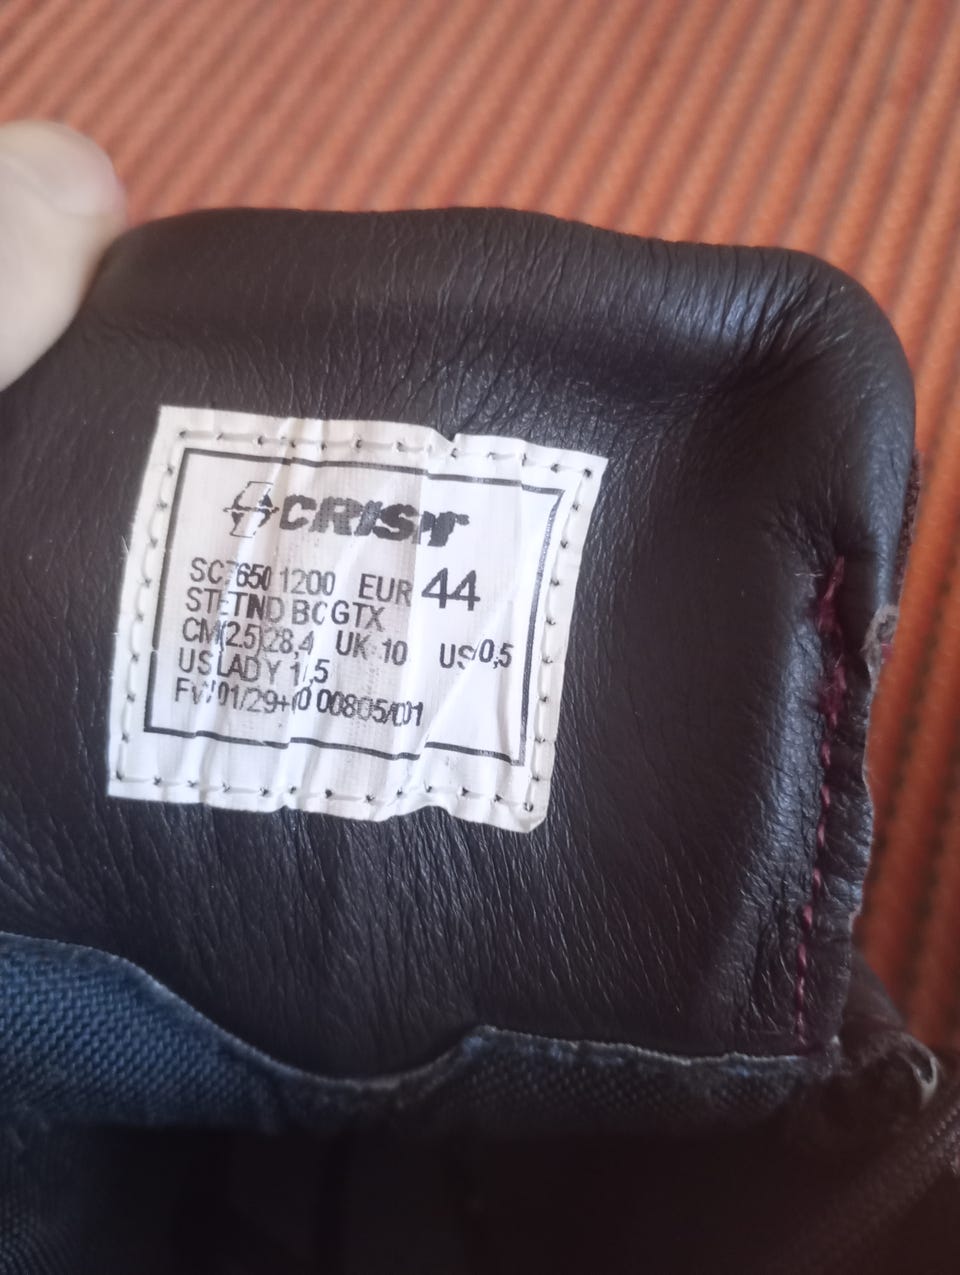 CRISPI
SC7650 1200 EUR 44
BC GTX
CM(2.5)28,4 UK 10 US 10,5
US LADY 11,5
FW01/29+10 00805/001